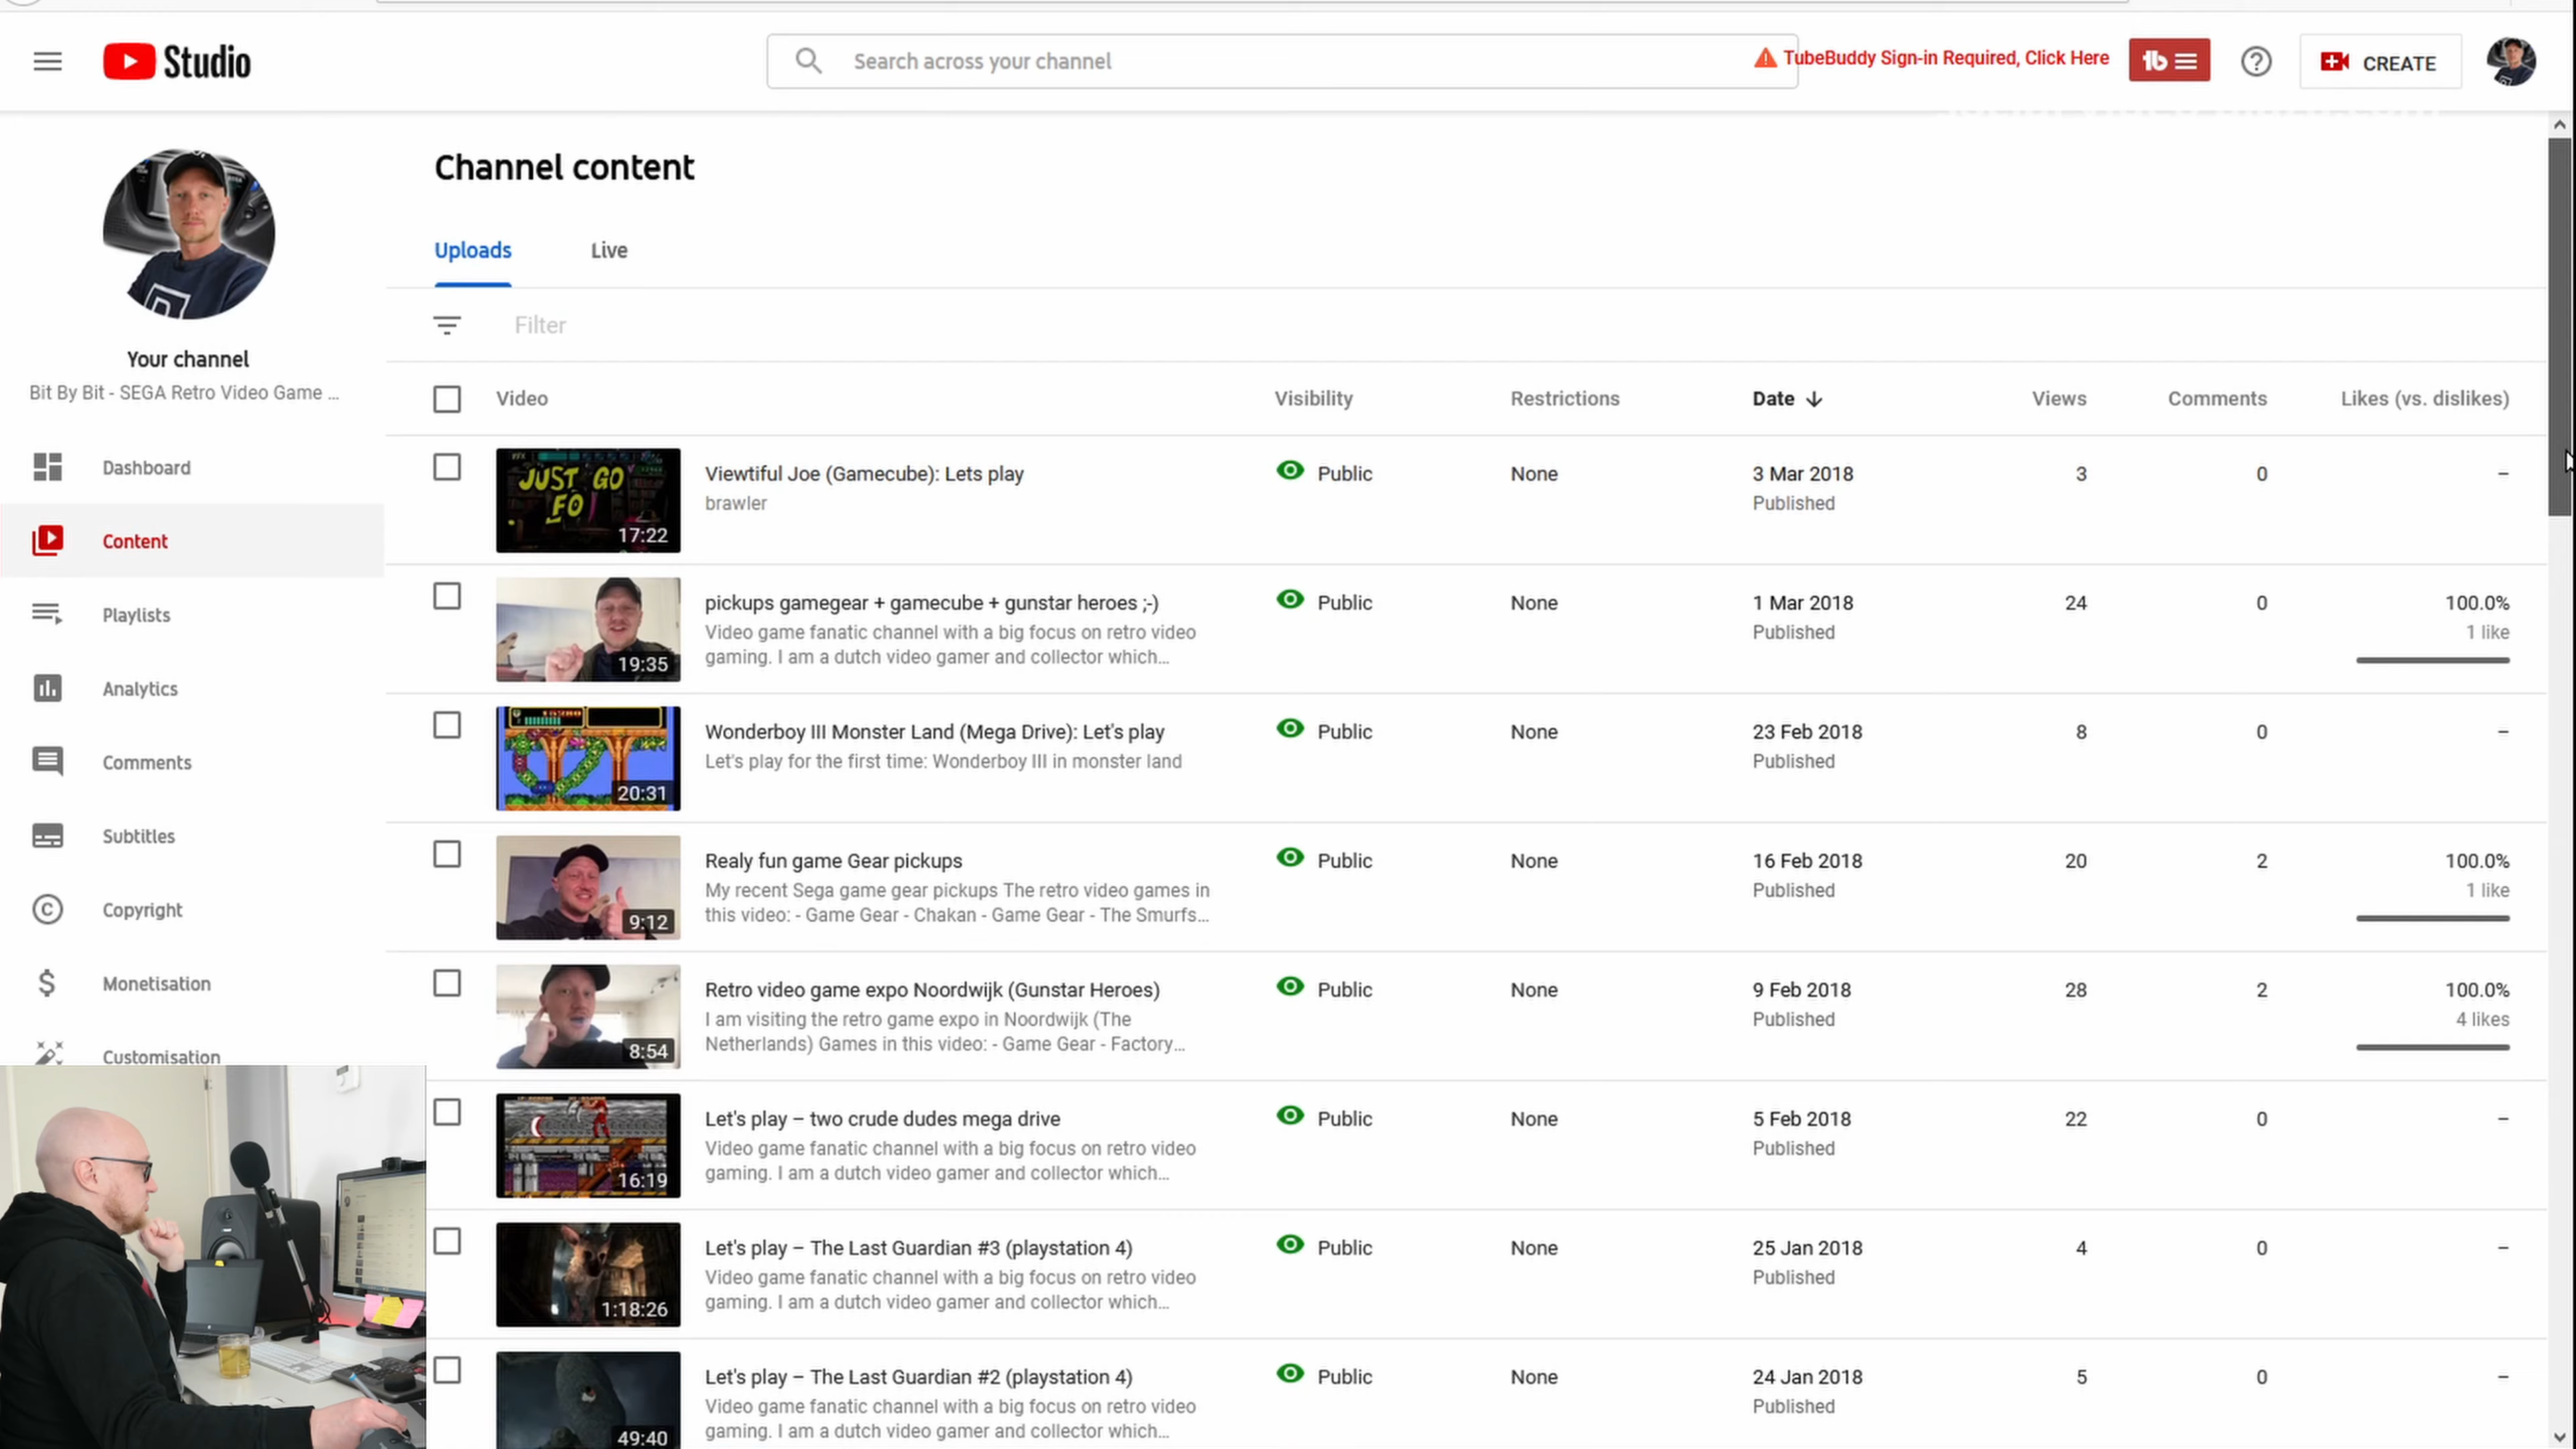 Studio
Search across your channel
TubeBuddy Sign-in Required, Click Here
CREATE
Your channel
Bit By Bit - SEGA Retro Video Game ...
Dashboard
Content
Playlists
Analytics
Comments
Subtitles
Copyright
Monetisation
Customisation
Channel content
Uploads Live
Filter
Video Visibility Restrictions Date Views Comments Likes (vs. dislikes)
JUST GO
FO
17:22
Viewtiful Joe (Gamecube): Lets play Public None 3 Mar 2018 3 0 –
brawler Published
pickups gamegear + gamecube + gunstar heroes ;-) Public None 1 Mar 2018 24 0 100.0%
Video game fanatic channel with a big focus on retro video Published 1 like
gaming. I am a dutch video gamer and collector which...
19:35
Wonderboy III Monster Land (Mega Drive): Let's play Public None 23 Feb 2018 8 0 –
Let's play for the first time: Wonderboy III in monster land Published
20:31
Realy fun game Gear pickups Public None 16 Feb 2018 20 2 100.0%
My recent Sega game gear pickups The retro video games in Published 1 like
this video: - Game Gear - Chakan - Game Gear - The Smurfs...
9:12
Retro video game expo Noordwijk (Gunstar Heroes) Public None 9 Feb 2018 28 2 100.0%
I am visiting the retro game expo in Noordwijk (The Published 4 likes
Netherlands) Games in this video: - Game Gear - Factory...
8:54
Let's play – two crude dudes mega drive Public None 5 Feb 2018 22 0 –
Video game fanatic channel with a big focus on retro video Published
gaming. I am a dutch video gamer and collector which...
16:19
Let's play – The Last Guardian #3 (playstation 4) Public None 25 Jan 2018 4 0 –
Video game fanatic channel with a big focus on retro video Published
gaming. I am a dutch video gamer and collector which...
1:18:26
Let's play – The Last Guardian #2 (playstation 4) Public None 24 Jan 2018 5 0 –
Video game fanatic channel with a big focus on retro video Published
gaming. I am a dutch video gamer and collector which...
49:40